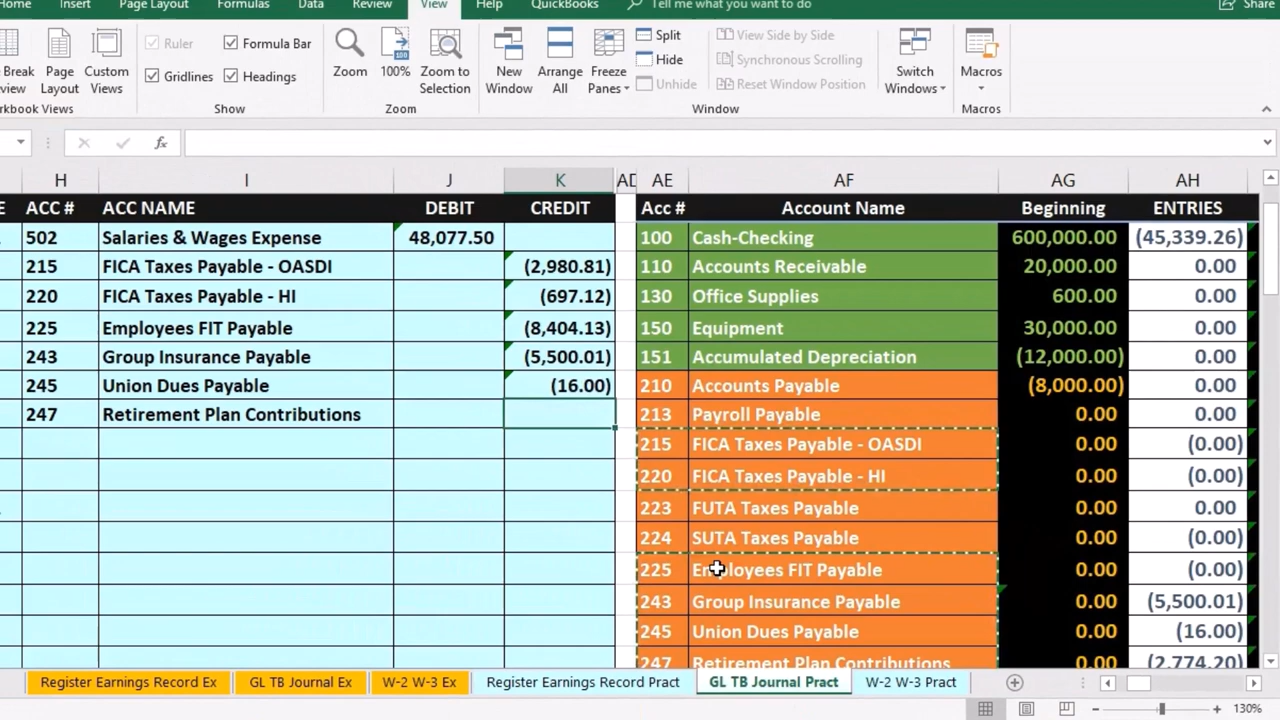 Home Insert Page Layout Formulas Data Review View Help QuickBooks Tell me what you want to do Share
Break Page Custom Ruler Formula Bar Zoom 100% Zoom to New Arrange Freeze Split View Side by Side Switch Macros
Layout Views Gridlines Headings Selection Window All Panes Hide Synchronous Scrolling Windows
Unhide Reset Window Position
Show Zoom Window Macros
fx
H I J K AD AE AF AG AH
ACC # ACC NAME DEBIT CREDIT Acc # Account Name Beginning ENTRIES
502 Salaries & Wages Expense 48,077.50 100 Cash-Checking 600,000.00 (45,339.26)
215 FICA Taxes Payable - OASDI (2,980.81) 110 Accounts Receivable 20,000.00 0.00
220 FICA Taxes Payable - HI (697.12) 130 Office Supplies 600.00 0.00
225 Employees FIT Payable (8,404.13) 150 Equipment 30,000.00 0.00
243 Group Insurance Payable (5,500.01) 151 Accumulated Depreciation (12,000.00) 0.00
245 Union Dues Payable (16.00) 210 Accounts Payable (8,000.00) 0.00
247 Retirement Plan Contributions 213 Payroll Payable 0.00 0.00
215 FICA Taxes Payable - OASDI 0.00 (0.00)
220 FICA Taxes Payable - HI 0.00 (0.00)
223 FUTA Taxes Payable 0.00 0.00
224 SUTA Taxes Payable 0.00 (0.00)
225 Employees FIT Payable 0.00 (0.00)
243 Group Insurance Payable 0.00 (5,500.01)
245 Union Dues Payable 0.00 (16.00)
247 Retirement Plan Contributions 0.00 (2,774.20)
Register Earnings Record Ex GL TB Journal Ex W-2 W-3 Ex Register Earnings Record Pract GL TB Journal Pract W-2 W-3 Pract
130%